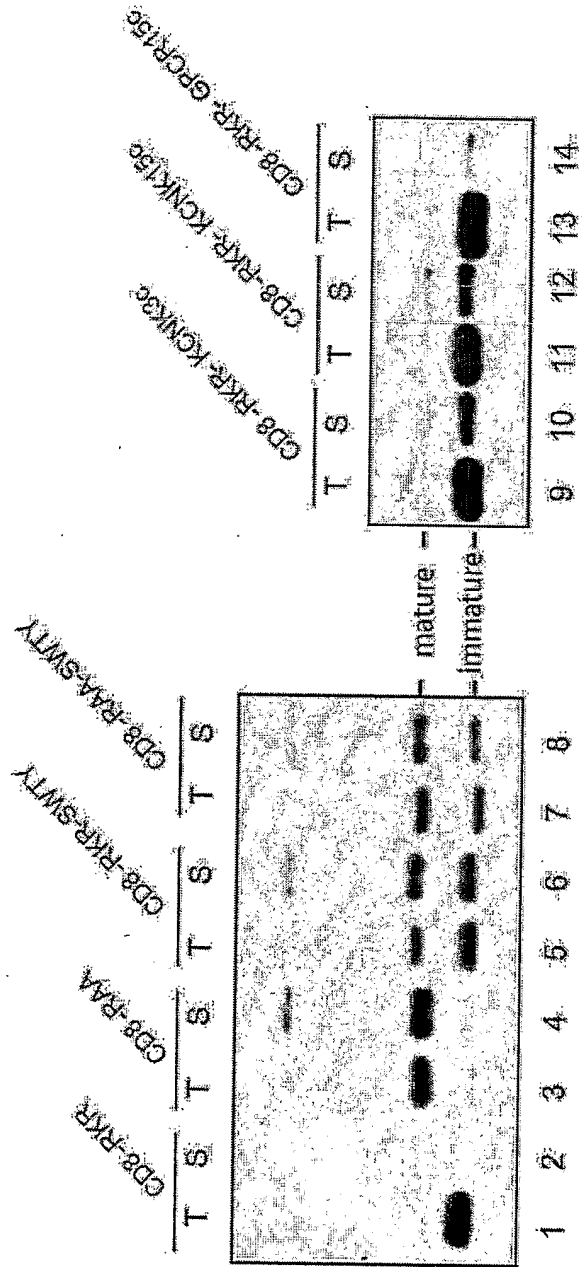 CD8-RKR
CD8-RAA
CD8-RKR-SWTY
CD8-RAA-SWTY
T S T S T S T S
1 2 3 4 5 6 7 8
mature
immature
CD8-RKR-KCNK3c
CD8-RKR-KCNK15c
CD8-RKR-GPCR15c
T S T S T S
9 10 11 12 13 14